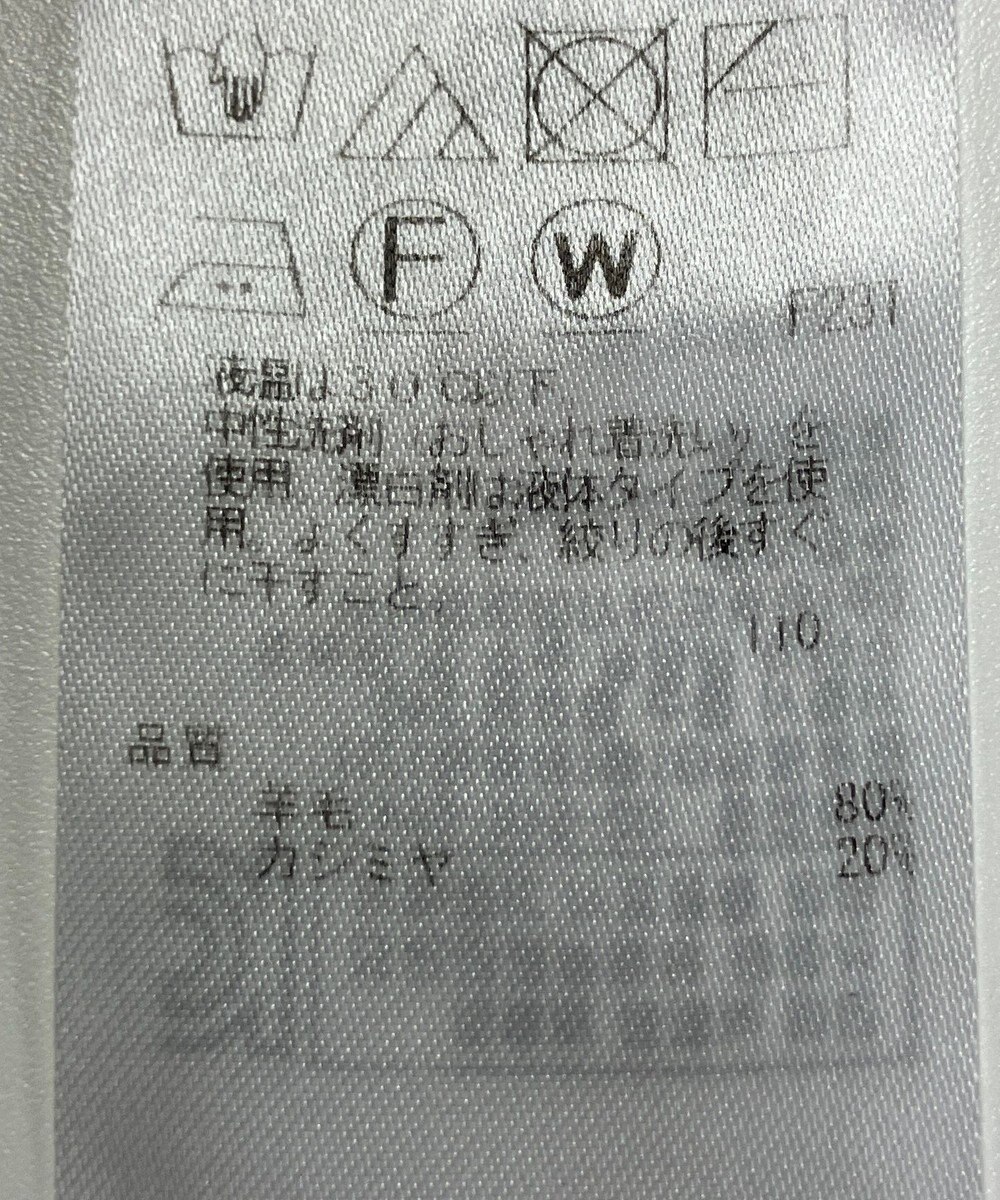 F
W
F231
液温は30℃以下
中性洗剤(おしゃれ着洗い)を
使用 漂白剤は液体タイプを使
用。よくすすぎ、絞りの後すぐ
に干すこと。
110
品質
羊毛 80%
カシミヤ 20%